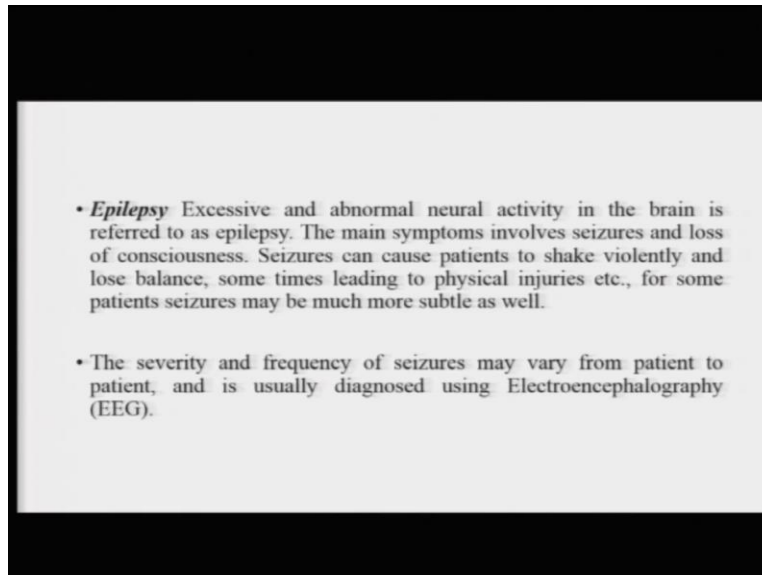 • Epilepsy Excessive and abnormal neural activity in the brain is
referred to as epilepsy. The main symptoms involves seizures and loss
of consciousness. Seizures can cause patients to shake violently and
lose balance, some times leading to physical injuries etc., for some
patients seizures may be much more subtle as well.
• The severity and frequency of seizures may vary from patient to
patient, and is usually diagnosed using Electroencephalography
(EEG).